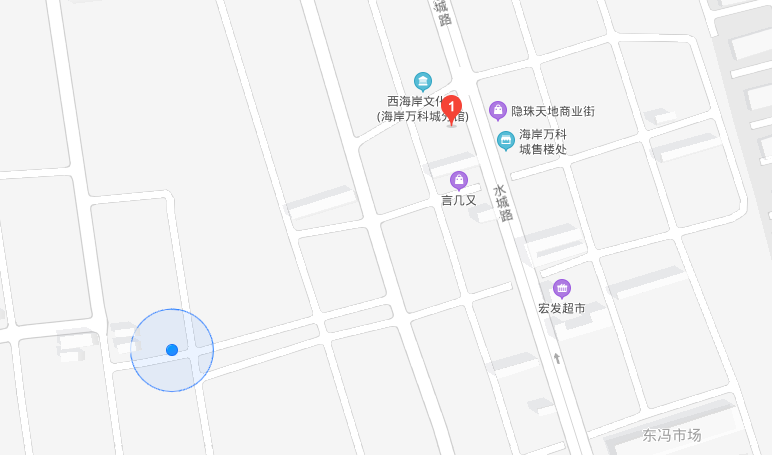 城路
西海岸文化
(海岸万科城分馆)
1
隐珠天地商业街
海岸万科
城售楼处
言几又
水城路
宏发超市
东冯市场